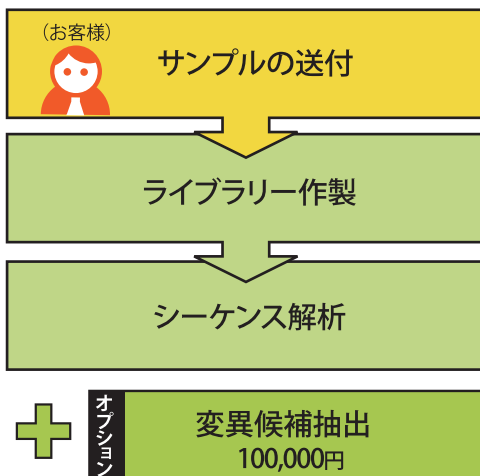 （お客様）
サンプルの送付
ライブラリー作製
シーケンス解析
オプション
変異候補抽出
100,000円